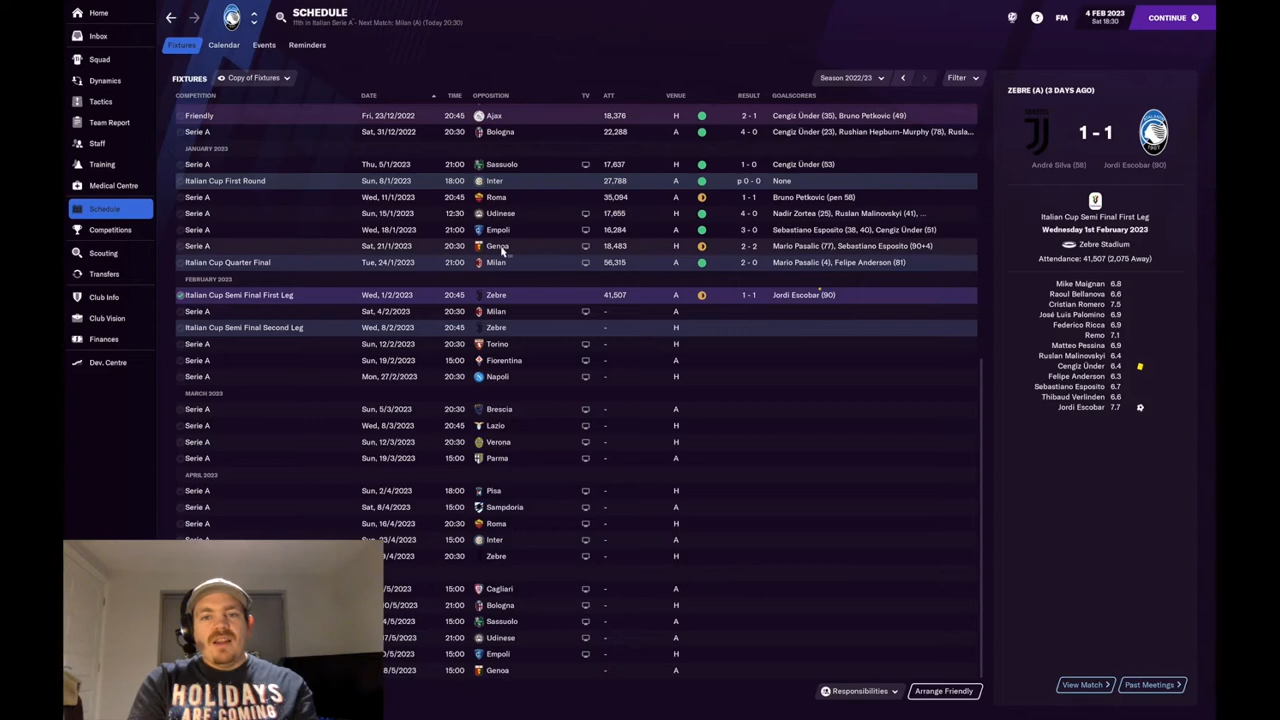 Home
Inbox
Squad
Dynamics
Tactics
Team Report
Staff
Training
Medical Centre
Schedule
Competitions
Scouting
Transfers
Club Info
Club Vision
Finances
Dev. Centre
SCHEDULE
11th in Italian Serie A - Next Match: Milan (A) (Today 20:30)
FM
4 FEB 2023
Sat 18:30
CONTINUE
Fixtures Calendar Events Reminders
FIXTURES Copy of Fixtures Season 2022/23 Filter
COMPETITION DATE TIME OPPOSITION TV ATT VENUE RESULT GOALSCORERS
Friendly Fri, 23/12/2022 20:45 Ajax 18,376 H 2 - 1 Cengiz Ünder (35), Bruno Petkovic (49)
Serie A Sat, 31/12/2022 20:30 Bologna 22,288 A 4 - 0 Cengiz Ünder (23), Rushian Hepburn-Murphy (78), Rusla...
JANUARY 2023
Serie A Thu, 5/1/2023 21:00 Sassuolo 17,637 H 1 - 0 Cengiz Ünder (53)
Italian Cup First Round Sun, 8/1/2023 18:00 Inter 27,788 A p 0 - 0 None
Serie A Wed, 11/1/2023 20:45 Roma 35,094 A 1 - 1 Bruno Petkovic (pen 58)
Serie A Sun, 15/1/2023 12:30 Udinese 17,655 H 4 - 0 Nadir Zortea (25), Ruslan Malinovskyi (41), ...
Serie A Wed, 18/1/2023 21:00 Empoli 16,284 A 3 - 0 Sebastiano Esposito (38, 40), Cengiz Ünder (51)
Serie A Sat, 21/1/2023 20:30 Genoa 18,483 H 2 - 2 Mario Pasalic (77), Sebastiano Esposito (90+4)
Italian Cup Quarter Final Tue, 24/1/2023 21:00 Milan 56,315 A 2 - 0 Mario Pasalic (4), Felipe Anderson (81)
FEBRUARY 2023
Italian Cup Semi Final First Leg Wed, 1/2/2023 20:45 Zebre 41,507 A 1 - 1 Jordi Escobar (90)
Serie A Sat, 4/2/2023 20:30 Milan - A
Italian Cup Semi Final Second Leg Wed, 8/2/2023 20:45 Zebre - H
Serie A Sun, 12/2/2023 20:30 Torino - H
Serie A Sun, 19/2/2023 15:00 Fiorentina - A
Serie A Mon, 27/2/2023 20:30 Napoli - H
MARCH 2023
Serie A Sun, 5/3/2023 20:30 Brescia - A
Serie A Wed, 8/3/2023 20:45 Lazio - H
Serie A Sun, 12/3/2023 20:30 Verona - H
Serie A Sun, 19/3/2023 15:00 Parma - A
APRIL 2023
Serie A Sun, 2/4/2023 18:00 Pisa - H
Serie A Sat, 8/4/2023 15:00 Sampdoria - A
Serie A Sun, 16/4/2023 20:30 Roma - H
/4/2023 15:00 Inter - A
/4/2023 20:30 Zebre - H
/5/2023 15:00 Cagliari - A
/5/2023 21:00 Bologna - H
/5/2023 15:00 Sassuolo - A
/5/2023 21:00 Udinese - A
/5/2023 15:00 Empoli - H
/5/2023 15:00 Genoa - A
Responsibilities Arrange Friendly
ZEBRE (A) (3 DAYS AGO)
1 - 1
André Silva (58) Jordi Escobar (90)
Italian Cup Semi Final First Leg
Wednesday 1st February 2023
Zebre Stadium
Attendance: 41,507 (2,075 Away)
Mike Maignan 6.8
Raoul Bellanova 6.6
Cristian Romero 7.5
José Luis Palomino 6.9
Federico Ricca 6.9
Remo 7.1
Matteo Pessina 6.9
Ruslan Malinovskyi 6.4
Cengiz Ünder 6.4
Felipe Anderson 6.3
Sebastiano Esposito 6.7
Thibaud Verlinden 6.6
Jordi Escobar 7.7
View Match Past Meetings
HOLIDAYS
ARE COMING